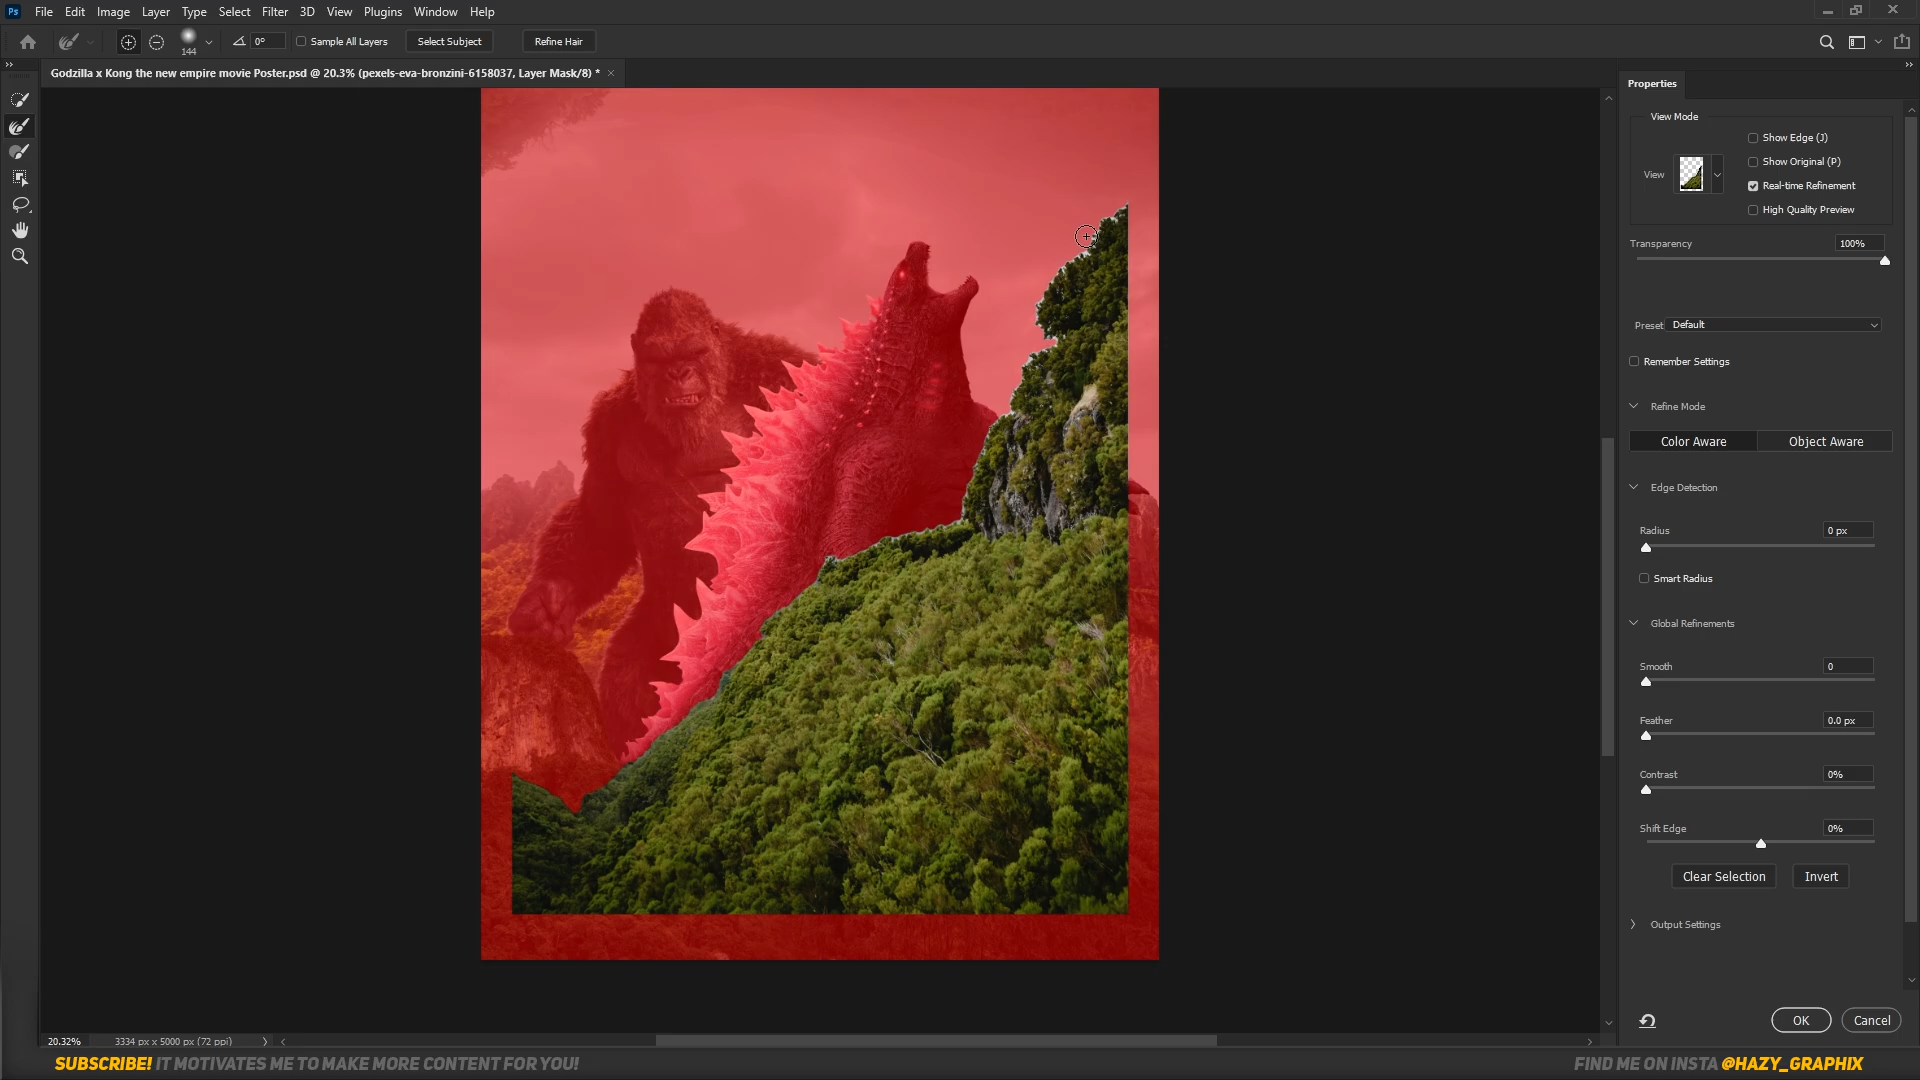 Ps File Edit Image Layer Type Select Filter 3D View Plugins Window Help
144 0° Sample All Layers Select Subject Refine Hair
Godzilla x Kong the new empire movie Poster.psd @ 20.3% (pexels-eva-bronzini-6158037, Layer Mask/8) *
Properties
View Mode
Show Edge (J)
Show Original (P)
View
Real-time Refinement
High Quality Preview
Transparency 100%
Preset Default
Remember Settings
Refine Mode
Color Aware Object Aware
Edge Detection
Radius 0 px
Smart Radius
Global Refinements
Smooth 0
Feather 0.0 px
Contrast 0%
Shift Edge 0%
Clear Selection Invert
Output Settings
OK Cancel
20.32% 3334 px x 5000 px (72 ppi)
SUBSCRIBE! IT MOTIVATES ME TO MAKE MORE CONTENT FOR YOU! FIND ME ON INSTA @HAZY_GRAPHIX